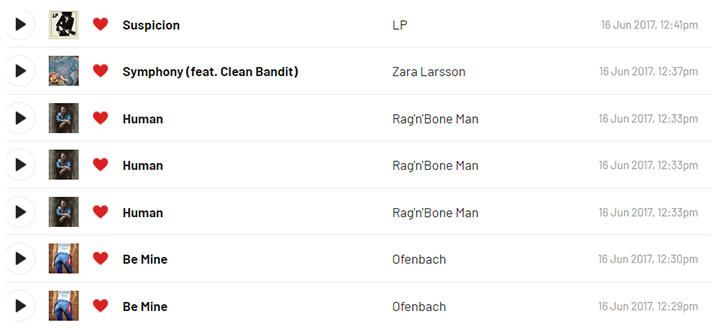 Suspicion LP 16 Jun 2017, 12:41pm
Symphony (feat. Clean Bandit) Zara Larsson 16 Jun 2017, 12:37pm
Human Rag'n'Bone Man 16 Jun 2017, 12:33pm
Human Rag'n'Bone Man 16 Jun 2017, 12:33pm
Human Rag'n'Bone Man 16 Jun 2017, 12:33pm
Be Mine Ofenbach 16 Jun 2017, 12:30pm
Be Mine Ofenbach 16 Jun 2017, 12:29pm